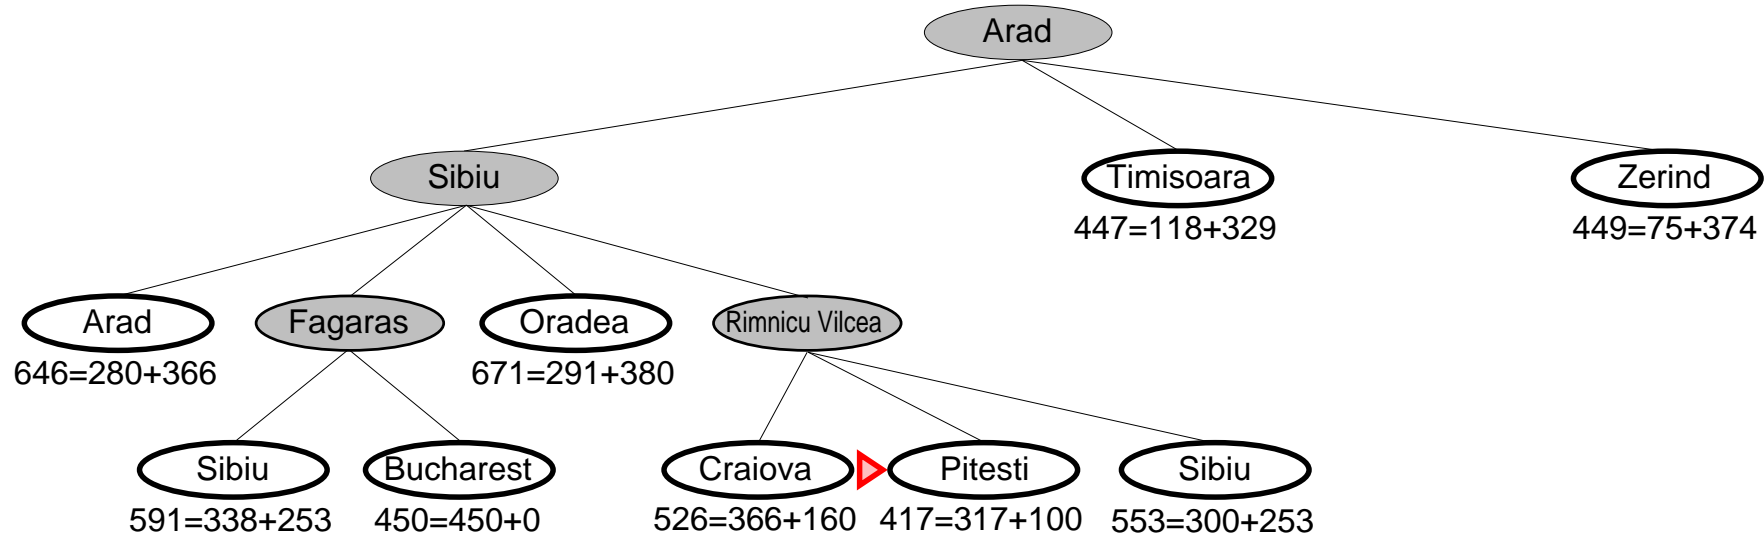 Arad
Sibiu Timisoara Zerind
447=118+329 449=75+374
Arad Fagaras Oradea Rimnicu Vilcea
646=280+366 671=291+380
Sibiu Bucharest Craiova Pitesti Sibiu
591=338+253 450=450+0 526=366+160 417=317+100 553=300+253